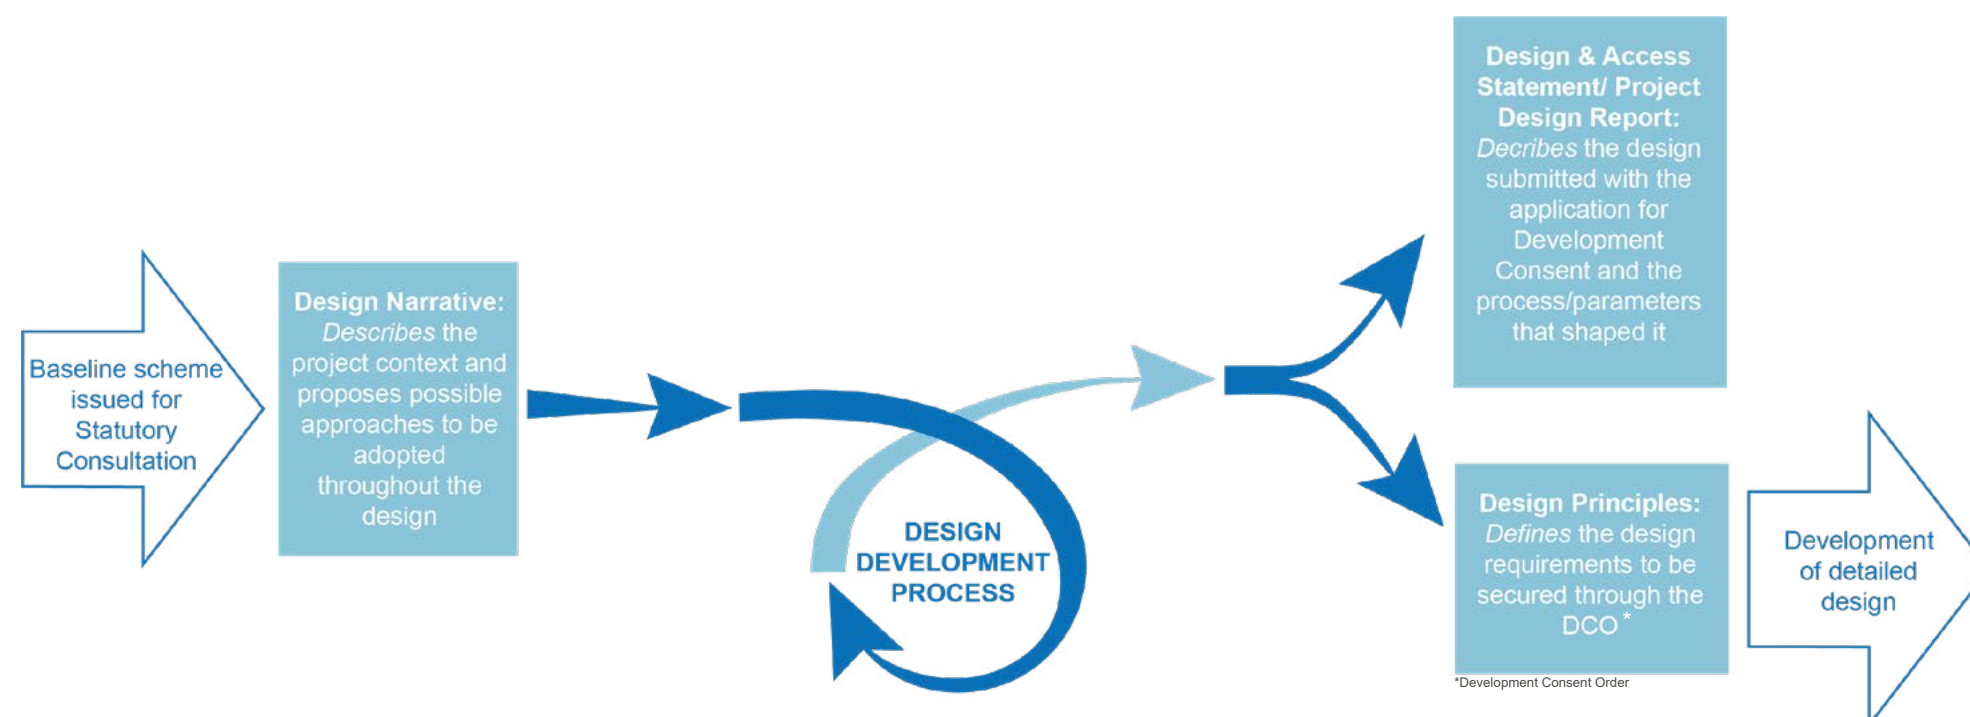 Baseline scheme
issued for
Statutory
Consultation
Design Narrative:
Describes the
project context and
proposes possible
approaches to be
adopted
throughout the
design
DESIGN
DEVELOPMENT
PROCESS
Design & Access
Statement/ Project
Design Report:
Decribes the design
submitted with the
application for
Development
Consent and the
process/parameters
that shaped it
Design Principles:
Defines the design
requirements to be
secured through the
DCO*
*Development Consent Order
Development
of detailed
design